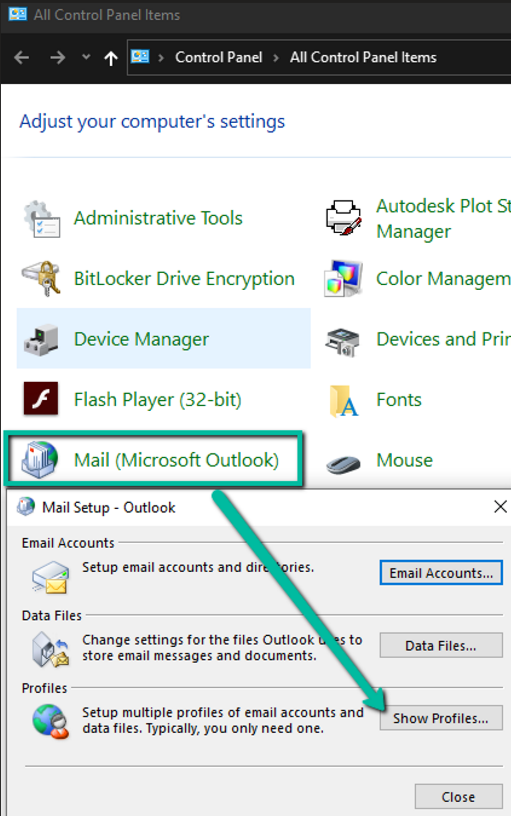 All Control Panel Items
Control Panel > All Control Panel Items
Adjust your computer's settings
Administrative Tools
Autodesk Plot St
Manager
BitLocker Drive Encryption
Color Managem
Device Manager
Devices and Prin
Flash Player (32-bit)
Fonts
Mail (Microsoft Outlook)
Mouse
Mail Setup - Outlook
Email Accounts
Setup email accounts and directories.
Email Accounts...
Data Files
Change settings for the files Outlook uses to
store email messages and documents.
Data Files...
Profiles
Setup multiple profiles of email accounts and
data files. Typically, you only need one.
Show Profiles...
Close